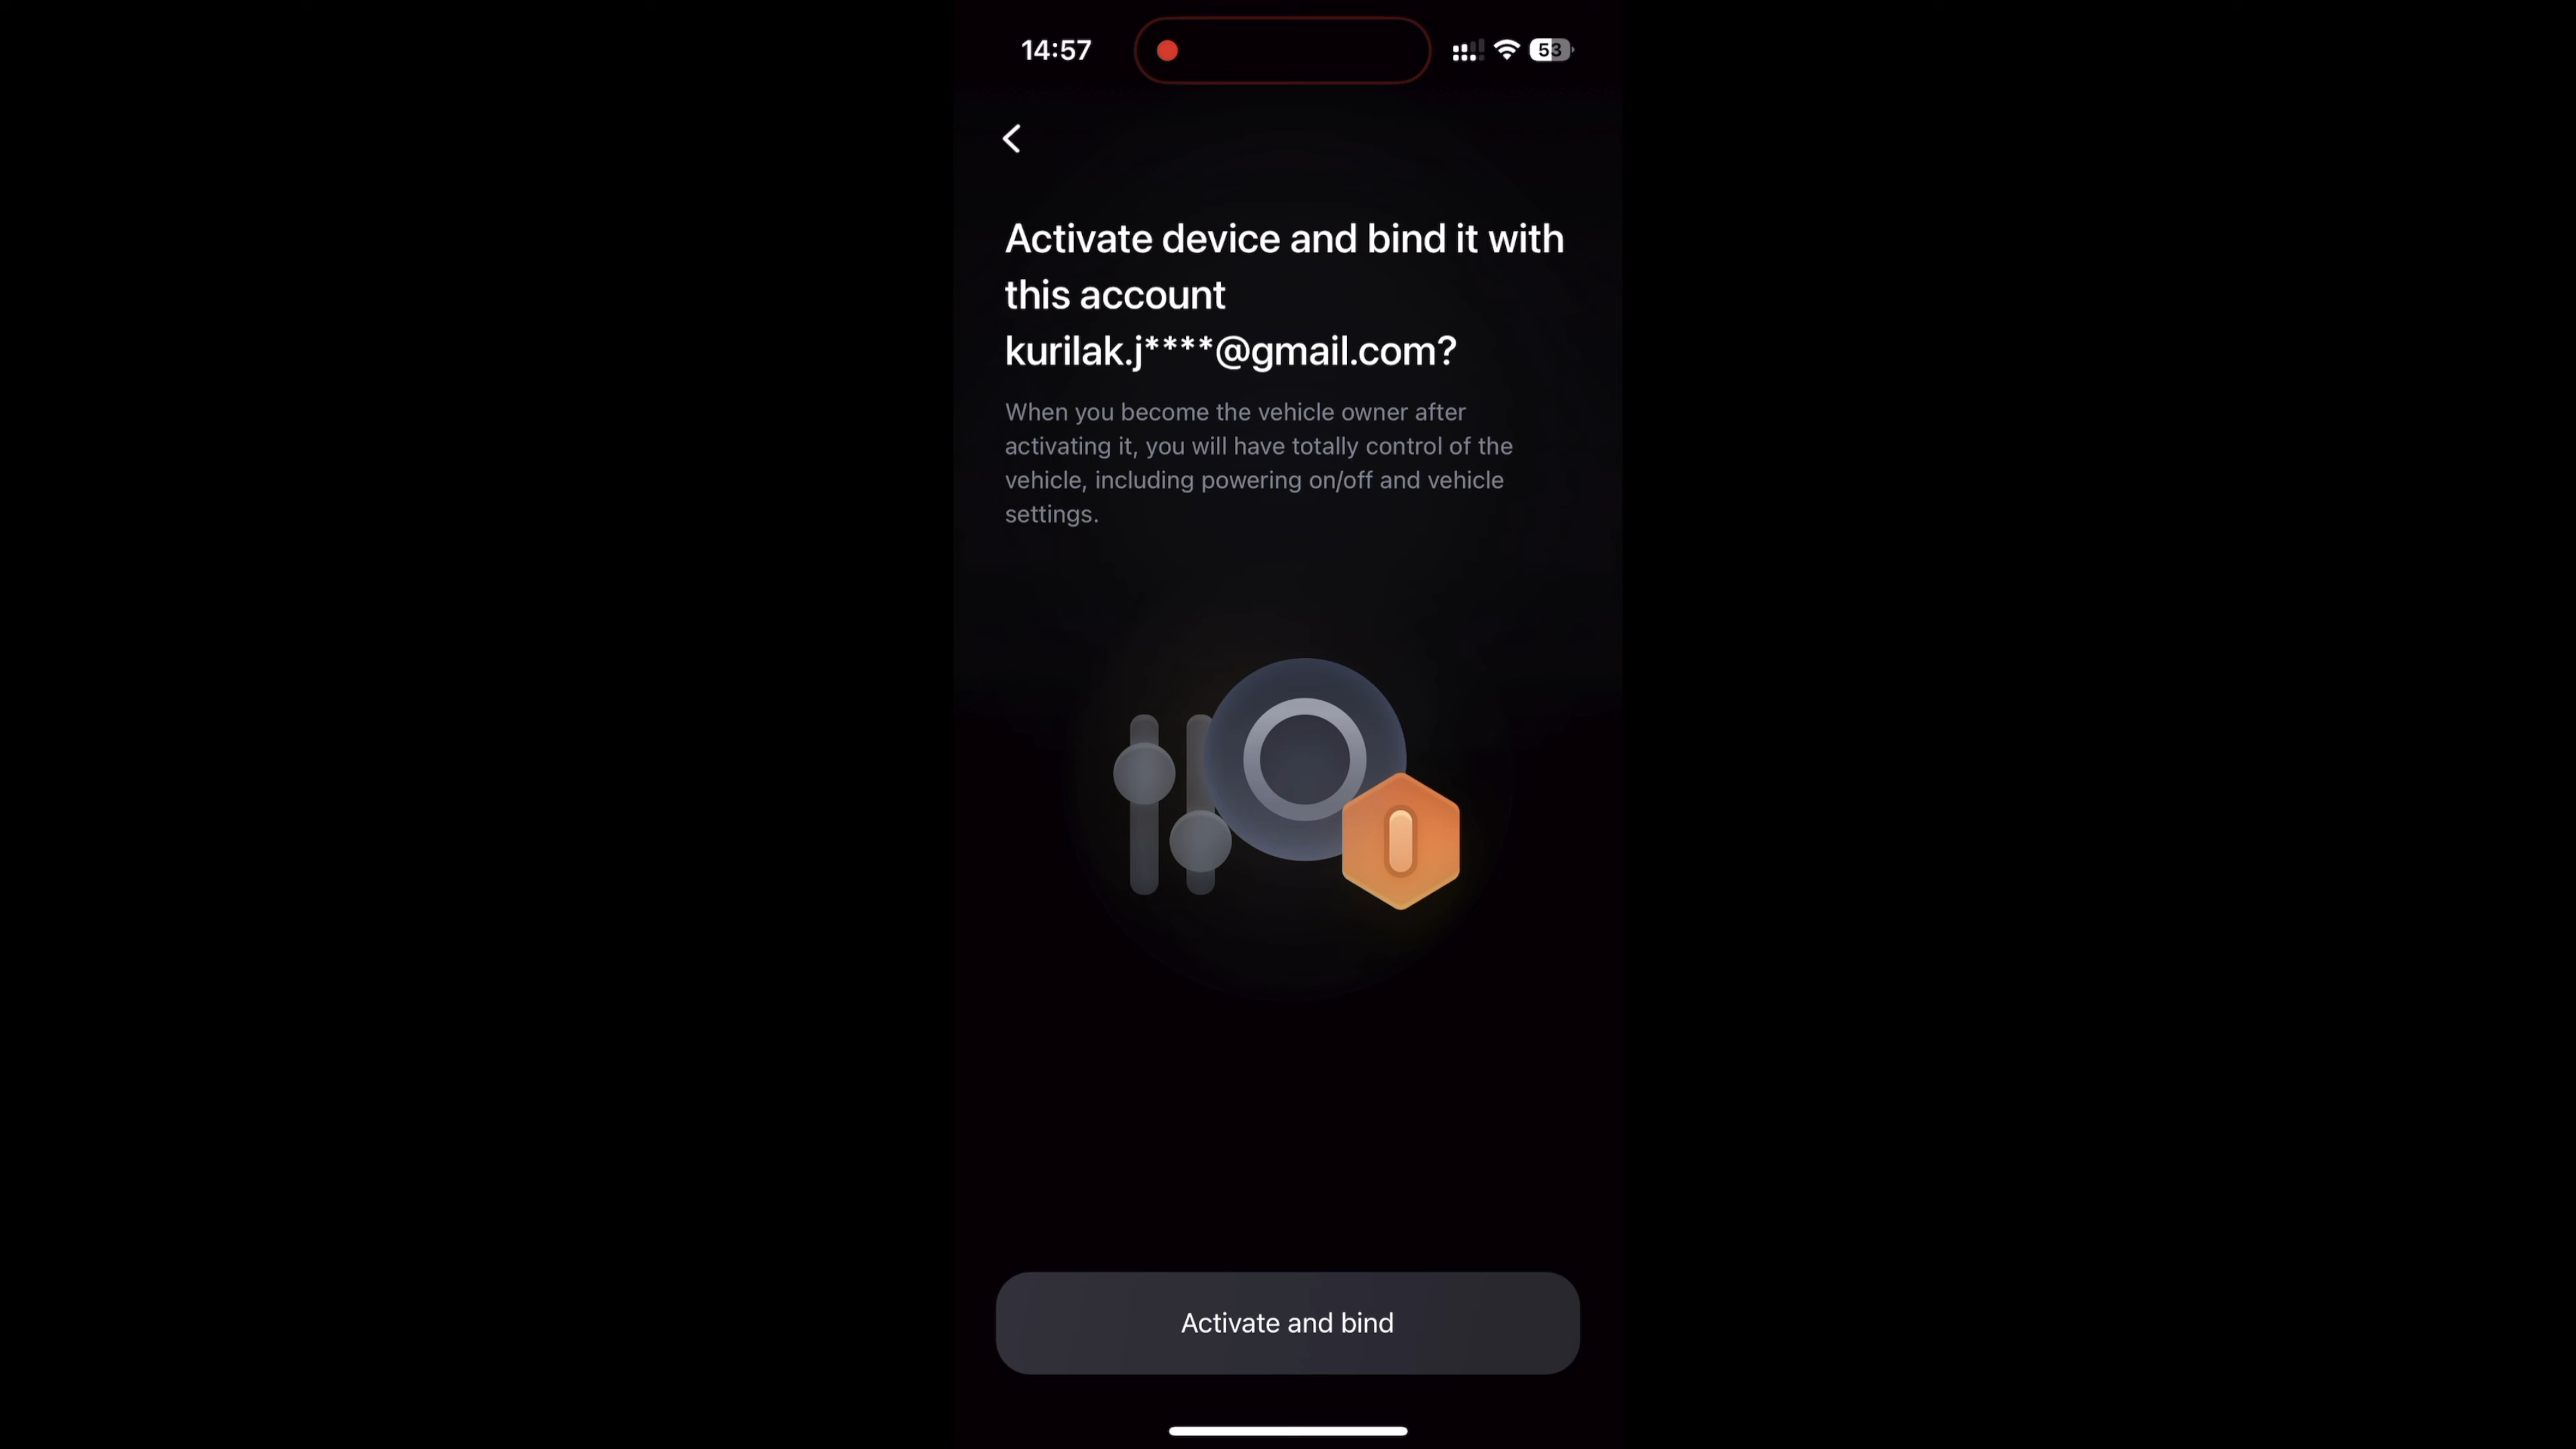 14:57
53
Activate device and bind it with
this account
kurilak.j****@gmail.com?
When you become the vehicle owner after
activating it, you will have totally control of the
vehicle, including powering on/off and vehicle
settings.
Activate and bind